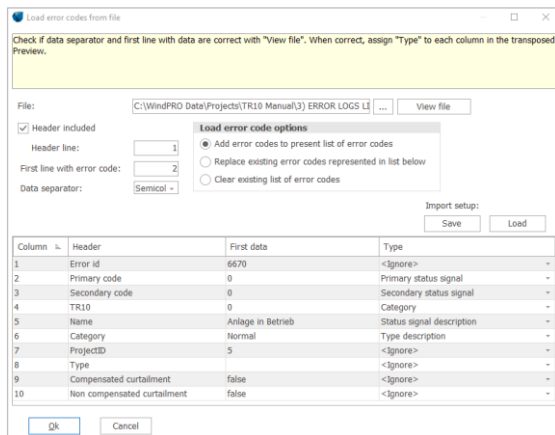 Load error codes from file
Check if data separator and first line with data are correct with "View file". When correct, assign "Type" to each column in the transposed
Preview.
File: C:\WindPRO Data\Projects\TR10 Manual\3) ERROR LOGS LI ... View file
Header included
Header line: 1
First line with error code: 2
Data separator: Semicol
Load error code options
Add error codes to present list of error codes
Replace existing error codes represented in list below
Clear existing list of error codes
Import setup:
Save Load
Column Header First data Type
1 Error id 6670 <Ignore>
2 Primary code 0 Primary status signal
3 Secondary code 0 Secondary status signal
4 TR10 0 Category
5 Name Anlage in Betrieb Status signal description
6 Category Normal Type description
7 ProjectID 5 <Ignore>
8 Type <Ignore>
9 Compensated curtailment false <Ignore>
10 Non compensated curtailment false <Ignore>
Ok Cancel